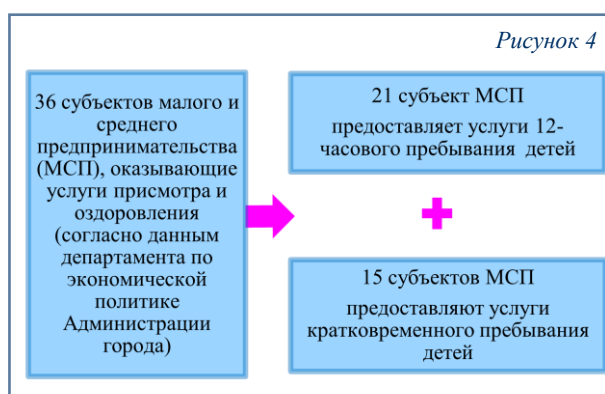 Рисунок 4
36 субъектов малого и
среднего
предпринимательства
(МСП), оказывающие
услуги присмотра и
оздоровления
(согласно данным
департамента по
экономической
политике
Администрации
города)
21 субъект МСП
предоставляет услуги 12-
часового пребывания детей
15 субъектов МСП
предоставляют услуги
кратковременного пребывания
детей